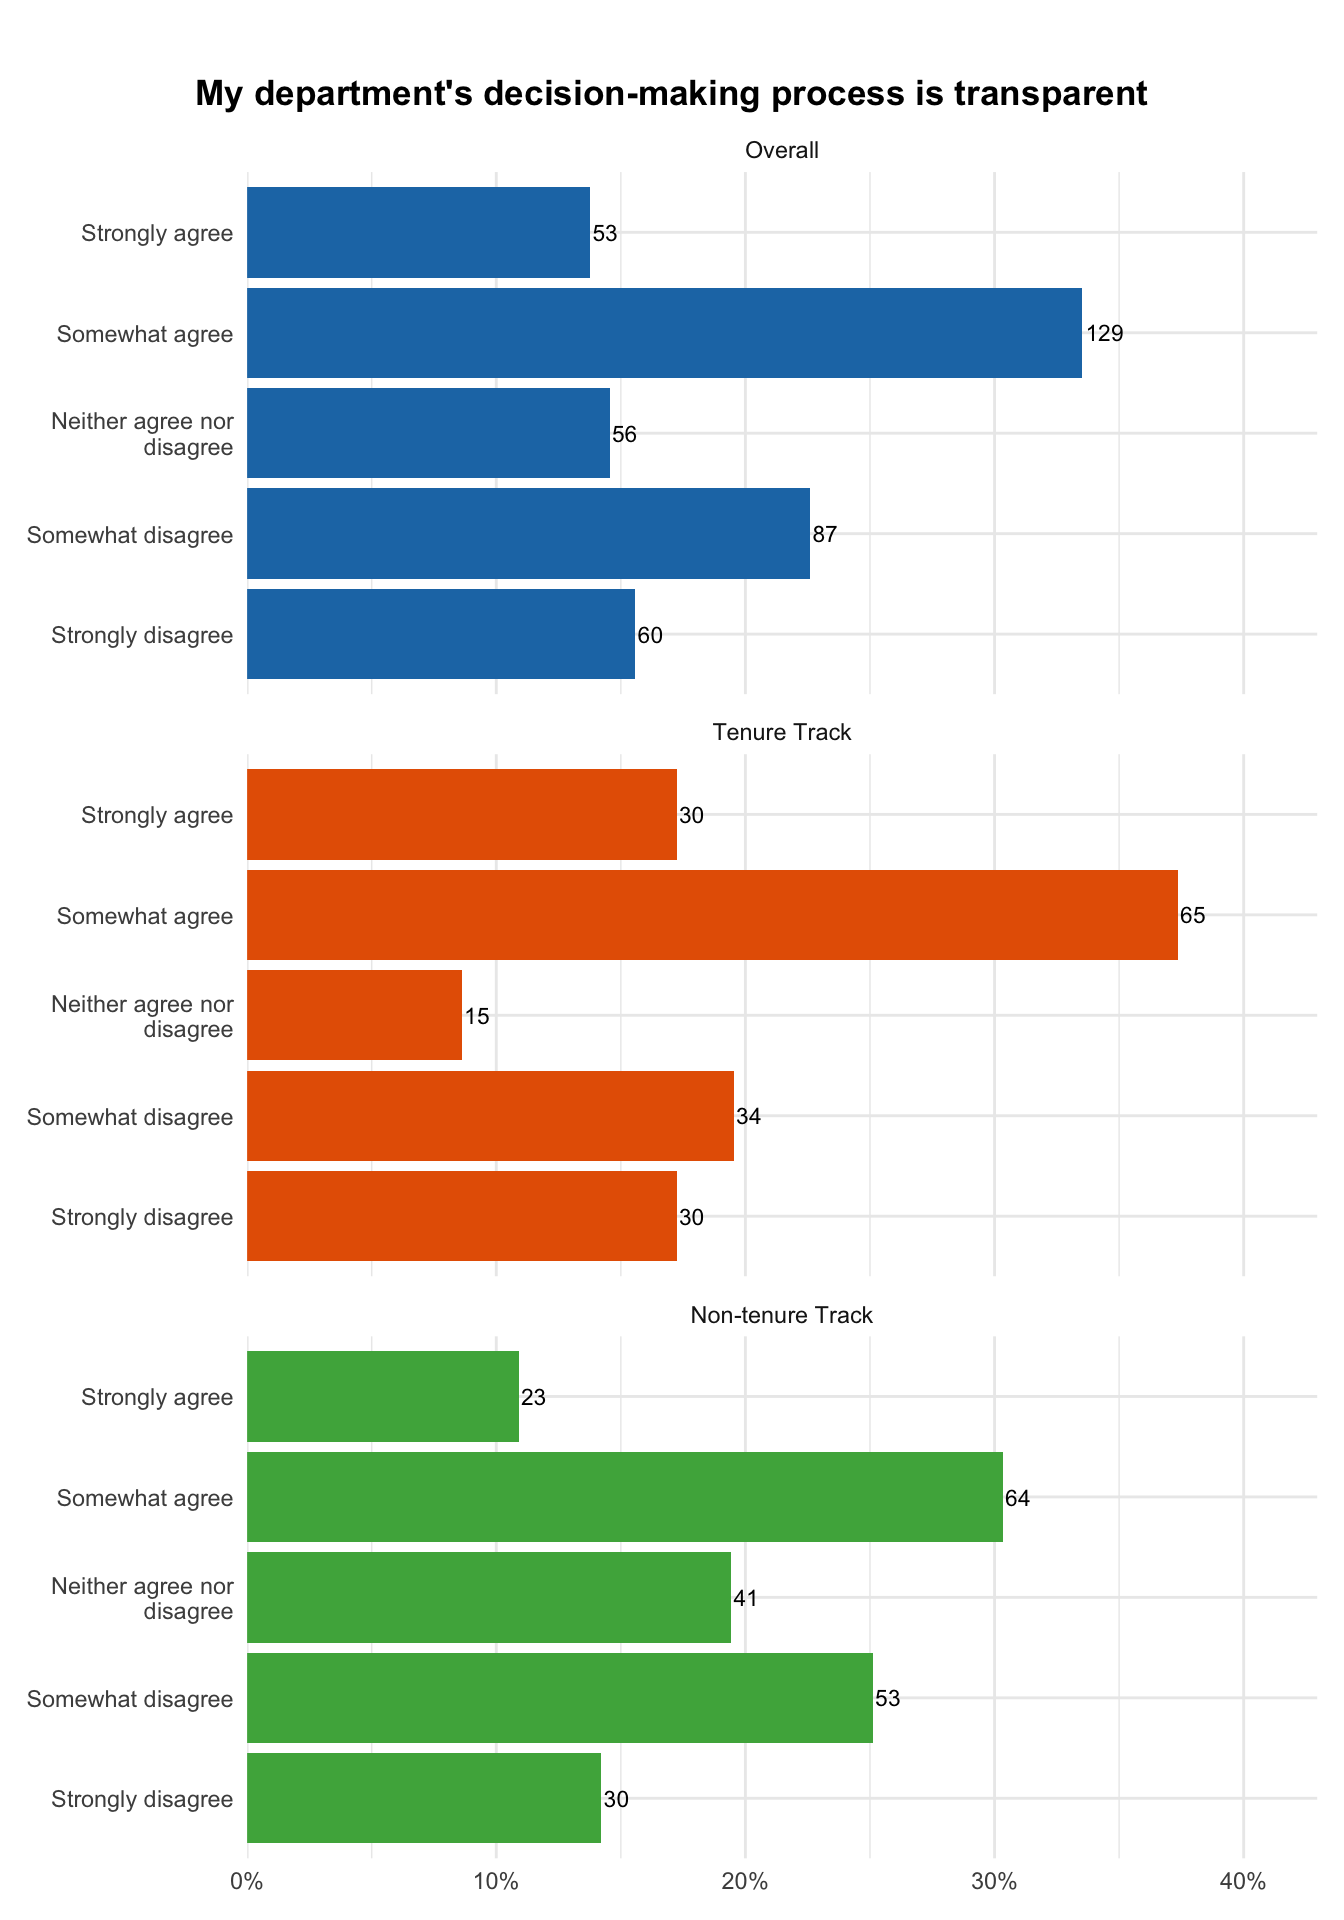 My department's decision-making process is transparent
Overall
Strongly agree
53
Somewhat agree
129
Neither agree nor
disagree
56
Somewhat disagree
87
Strongly disagree
60
Tenure Track
Strongly agree
30
Somewhat agree
65
Neither agree nor
disagree
15
Somewhat disagree
34
Strongly disagree
30
Non-tenure Track
Strongly agree
23
Somewhat agree
64
Neither agree nor
disagree
41
Somewhat disagree
53
Strongly disagree
30
0% 10% 20% 30% 40%